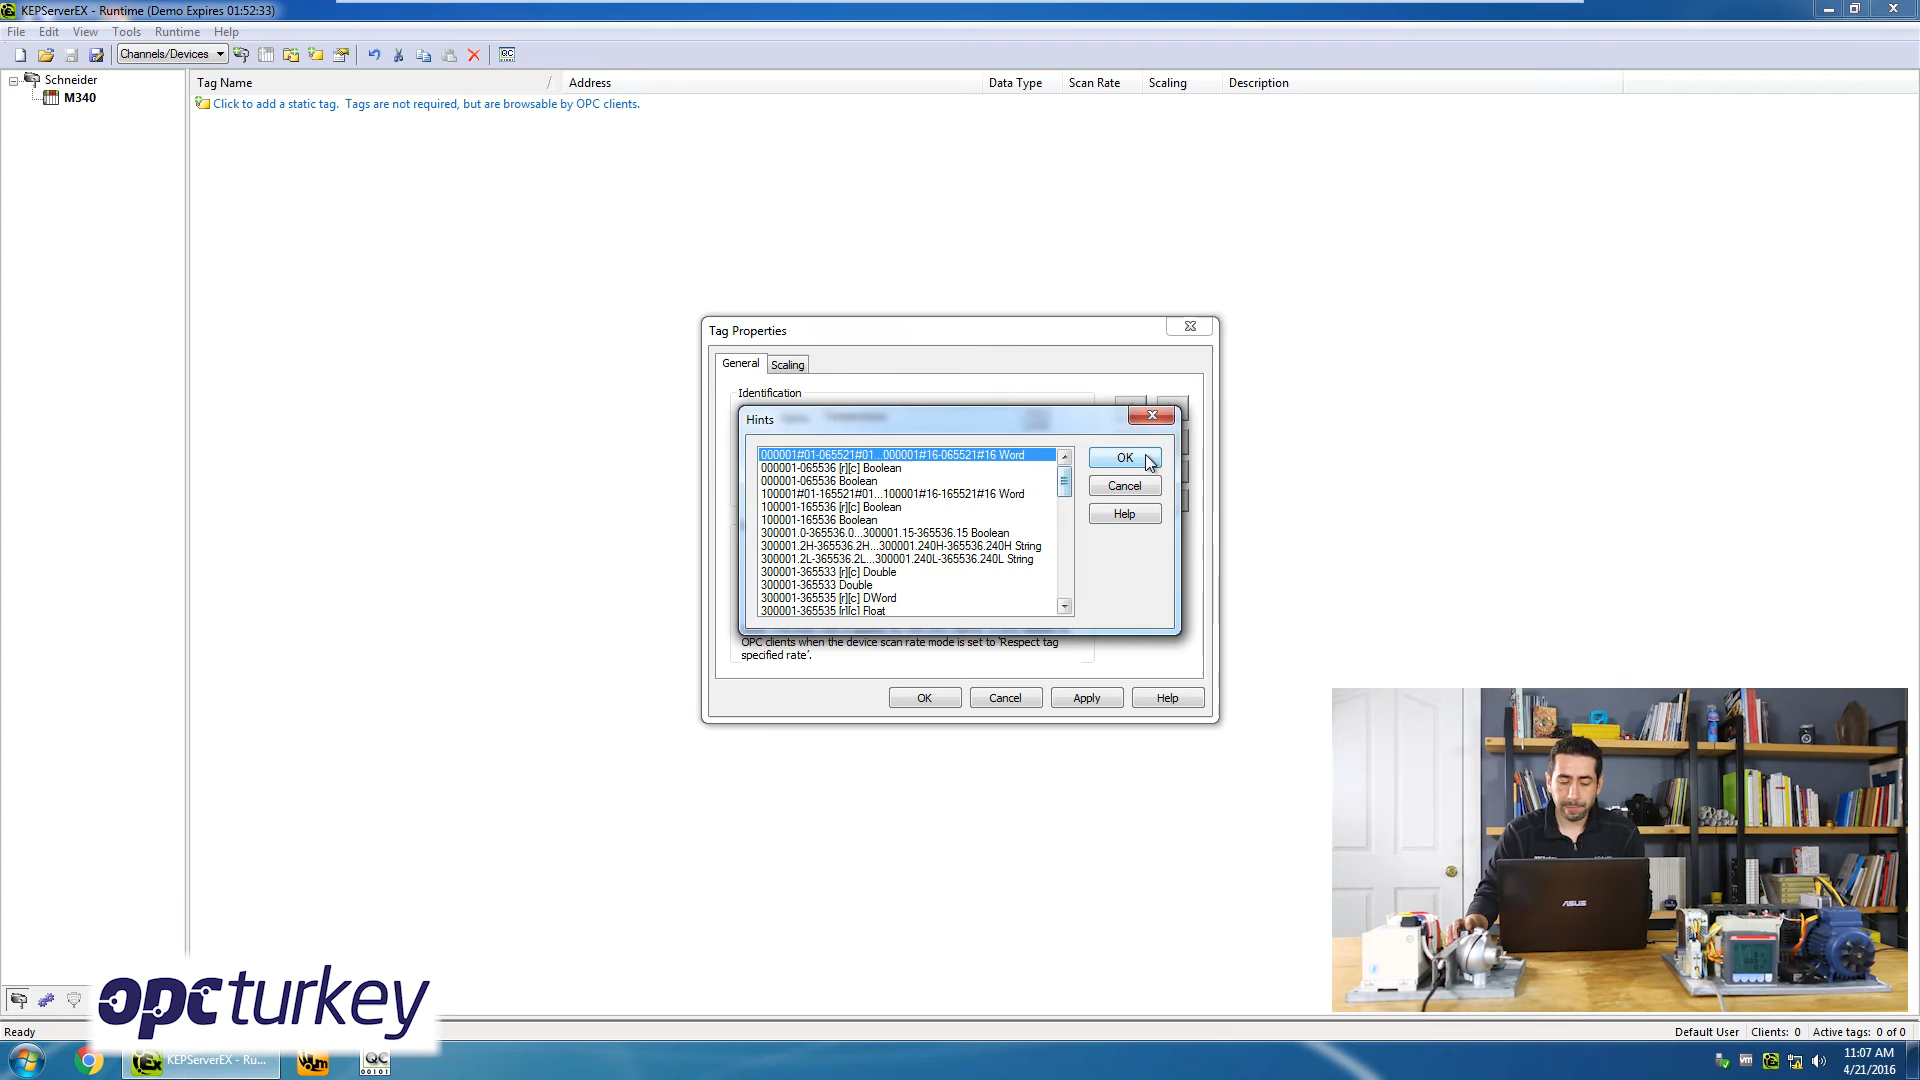 KEPServerEX - Runtime (Demo Expires 01:52:33)
File Edit View Tools Runtime Help
Channels/Devices
QC
Schneider
M340
Tag Name / Address Data Type Scan Rate Scaling Description
Click to add a static tag. Tags are not required, but are browsable by OPC clients.
Tag Properties
General Scaling
Identification
Hints
000001#01-065521#01...000001#16-065521#16 Word
000001-065536 [r][c] Boolean
000001-065536 Boolean
100001#01-165521#01...100001#16-165521#16 Word
100001-165536 [r][c] Boolean
100001-165536 Boolean
300001.0-365536.0...300001.15-365536.15 Boolean
300001.2H-365536.2H...300001.240H-365536.240H String
300001.2L-365536.2L...300001.240L-365536.240L String
300001-365533 [r][c] Double
300001-365533 Double
300001-365535 [r][c] DWord
300001-365535 [r][c] Float
OK
Cancel
Help
OPC clients when the device scan rate mode is set to 'Respect tag
specified rate'.
OK Cancel Apply Help
ASUS
opcturkey
Ready
Default User Clients: 0 Active tags: 0 of 0
KEPServerEX - Ru...
QC
00101
11:07 AM
4/21/2016